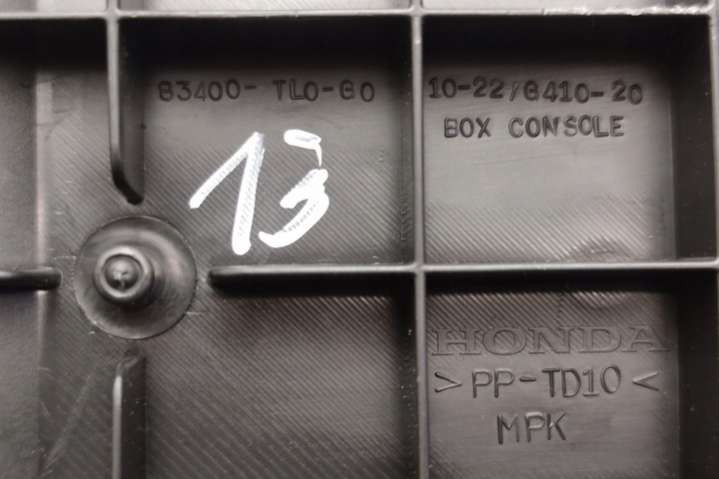 83400-TL0-G0 10-22/8410-20
BOX CONSOLE
13
HONDA
>PP-TD10<
MPK